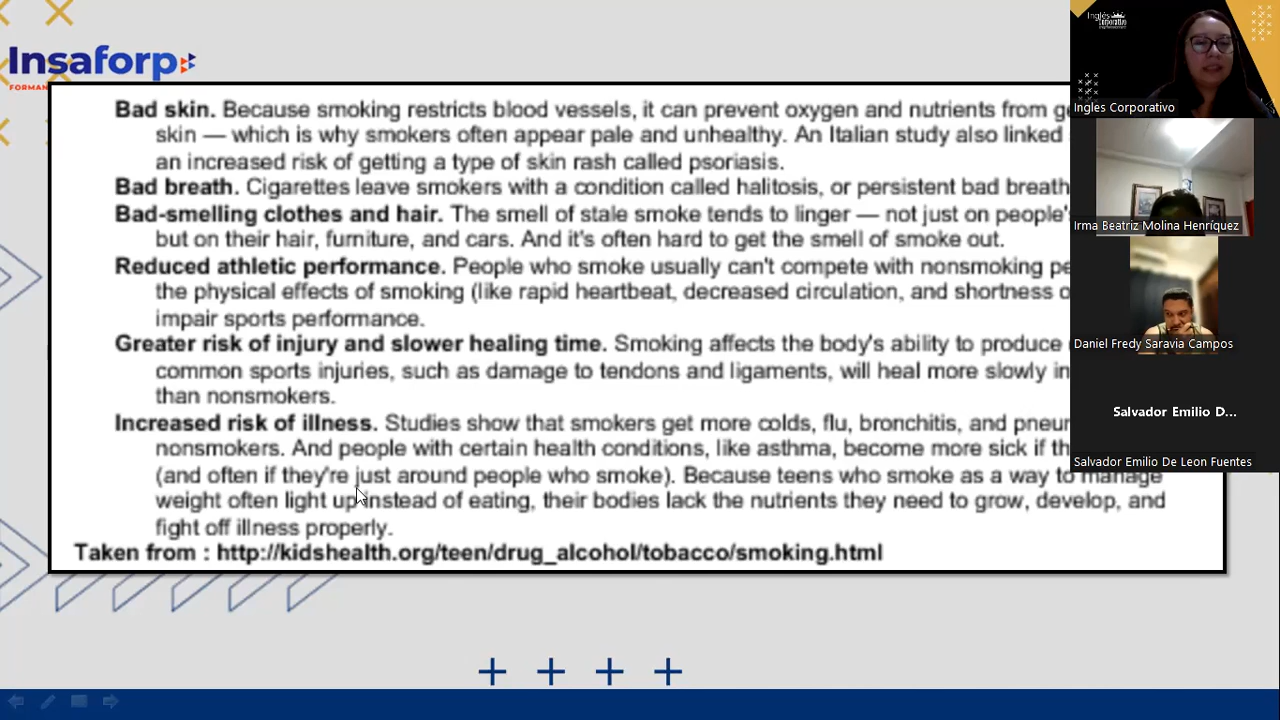 Insaforp
FORMAN
Bad skin. Because smoking restricts blood vessels, it can prevent oxygen and nutrients from
skin — which is why smokers often appear pale and unhealthy. An Italian study also linked
an increased risk of getting a type of skin rash called psoriasis.
Bad breath. Cigarettes leave smokers with a condition called halitosis, or persistent bad breath
Bad-smelling clothes and hair. The smell of stale smoke tends to linger — not just on people's
but on their hair, furniture, and cars. And it's often hard to get the smell of smoke out.
Reduced athletic performance. People who smoke usually can't compete with nonsmoking
the physical effects of smoking (like rapid heartbeat, decreased circulation, and shortness
impair sports performance.
Greater risk of injury and slower healing time. Smoking affects the body's ability to produce
common sports injuries, such as damage to tendons and ligaments, will heal more slowly in
than nonsmokers.
Increased risk of illness. Studies show that smokers get more colds, flu, bronchitis, and
nonsmokers. And people with certain health conditions, like asthma, become more sick if
(and often if they're just around people who smoke). Because teens who smoke as a way to manage
weight often light up instead of eating, their bodies lack the nutrients they need to grow, develop, and
fight off illness properly.
Taken from : http://kidshealth.org/teen/drug_alcohol/tobacco/smoking.html
Inglés
Corporativo
Ingles Corporativo
Irma Beatriz Molina Henríquez
Daniel Fredy Saravia Campos
Salvador Emilio D...
Salvador Emilio De Leon Fuentes